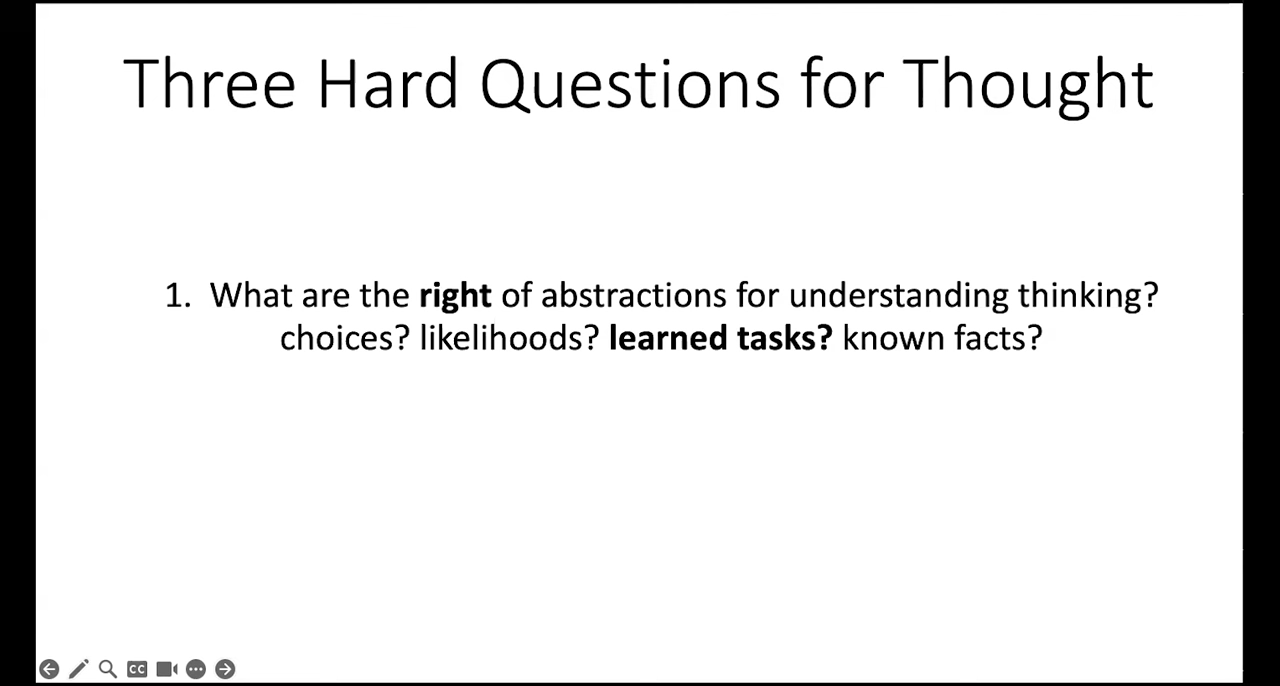 Three Hard Questions for Thought
1. What are the right of abstractions for understanding thinking?
choices? likelihoods? learned tasks? known facts?
CC